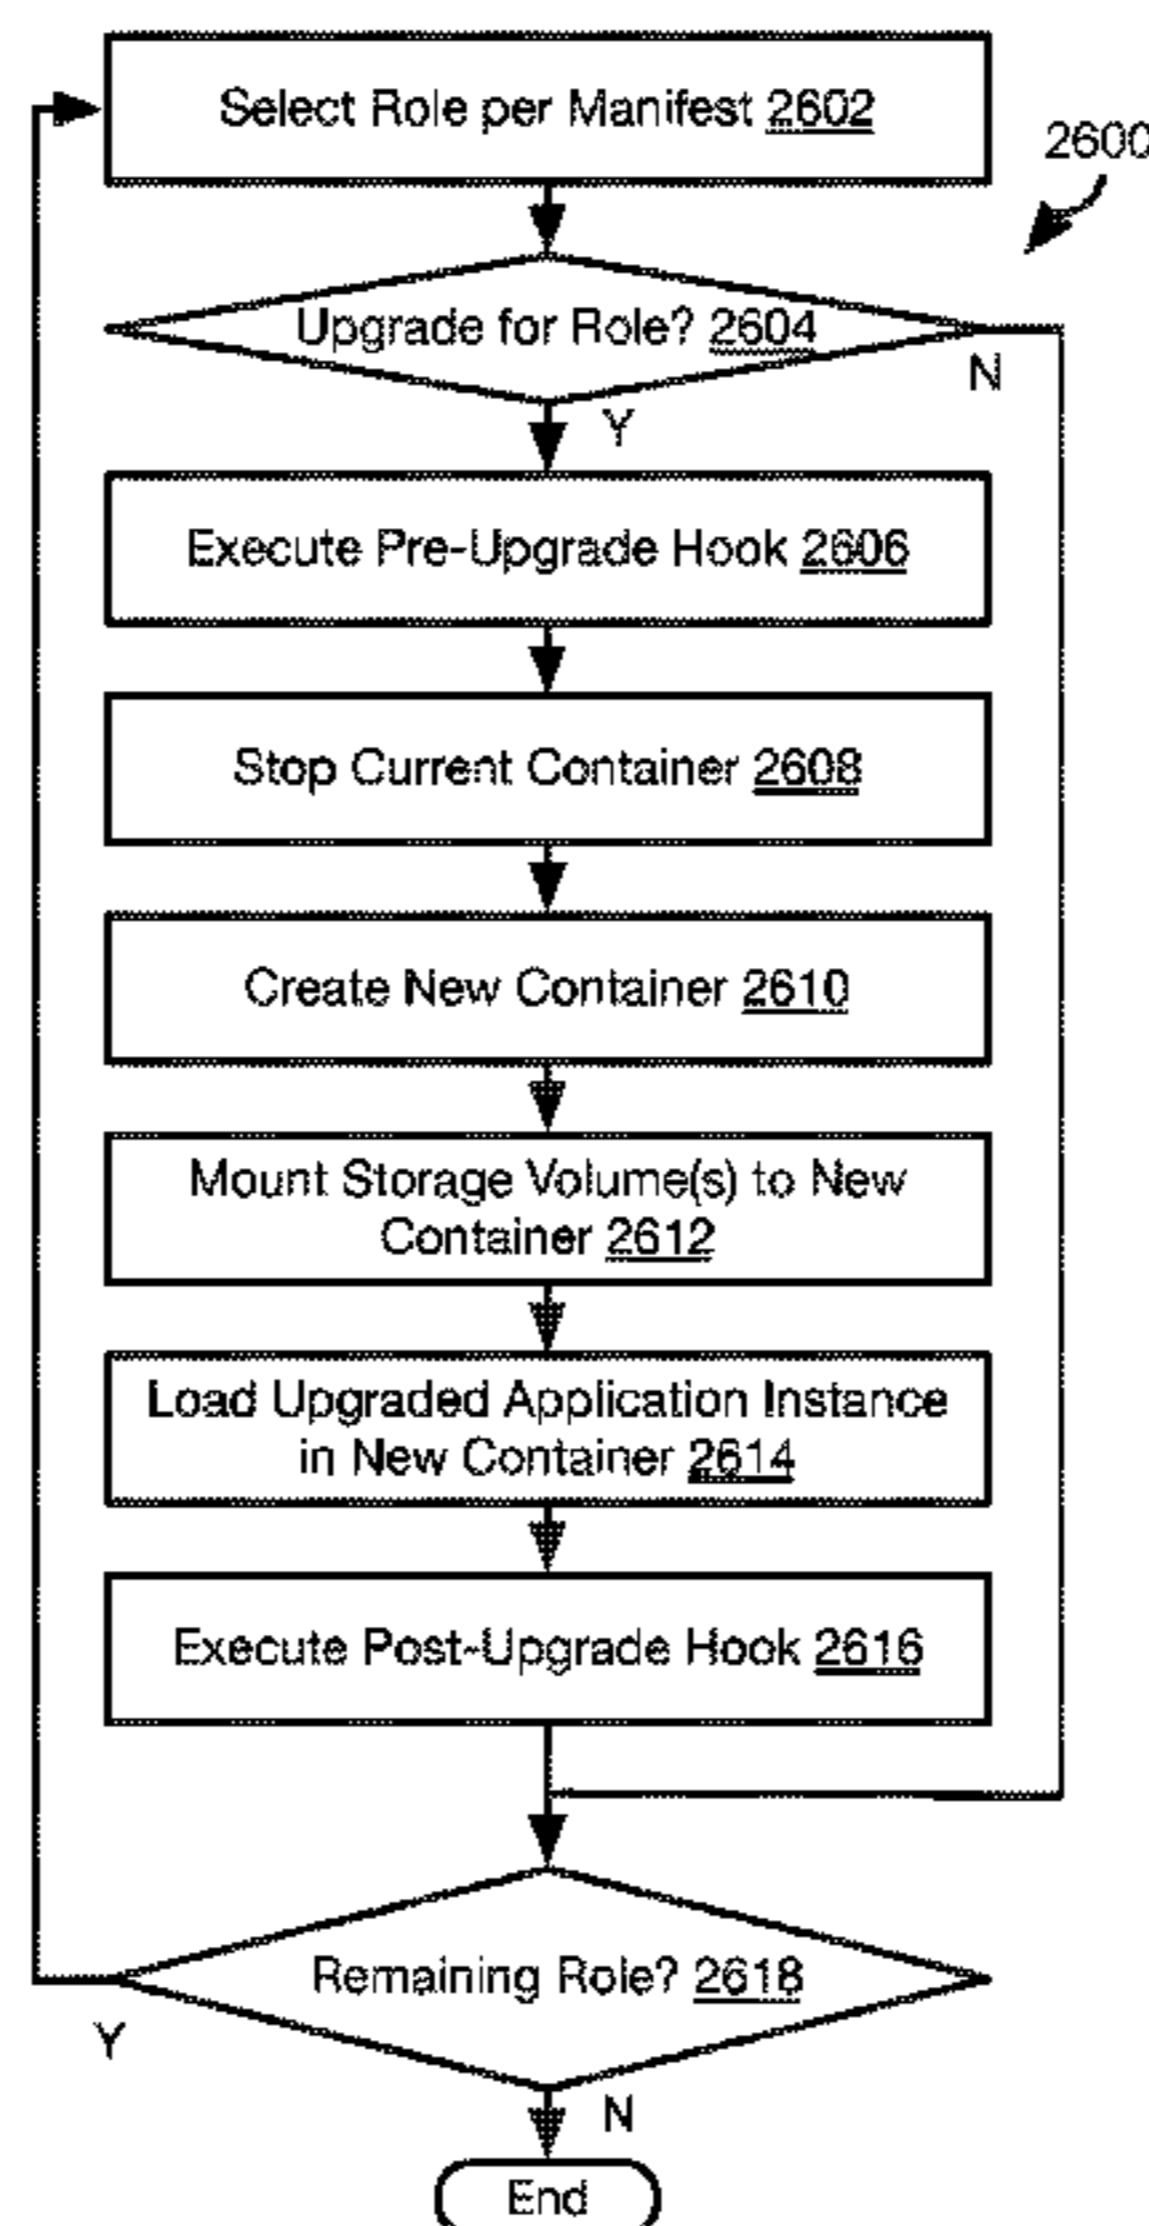 Select Role per Manifest 2602
2600
Upgrade for Role? 2604
N
Y
Execute Pre-Upgrade Hook 2606
Stop Current Container 2608
Create New Container 2610
Mount Storage Volume(s) to New
Container 2612
Load Upgraded Application Instance
in New Container 2614
Execute Post-Upgrade Hook 2616
Remaining Role? 2618
Y
N
End